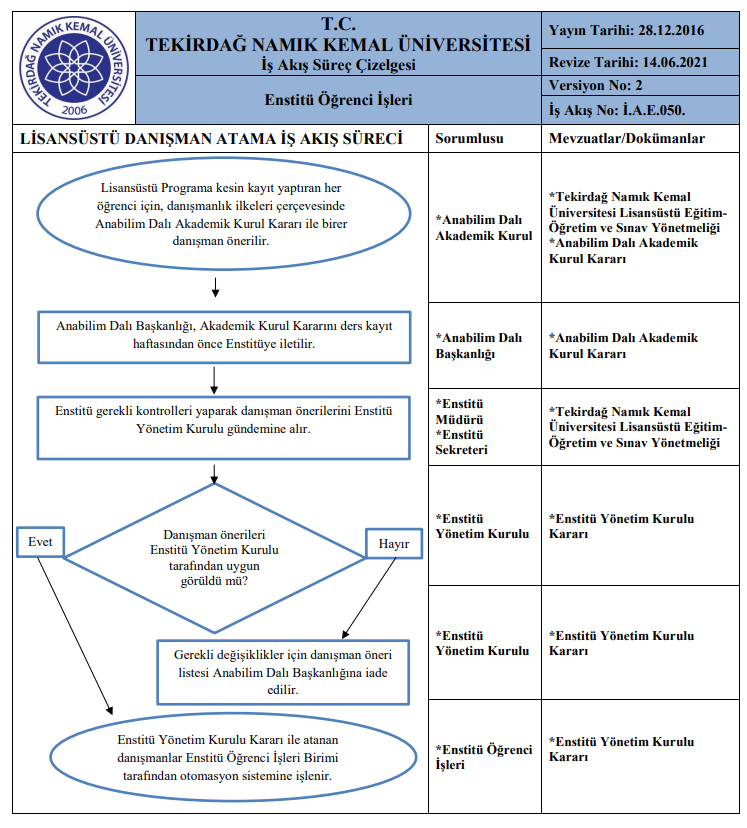 TEKİRDAĞ NAMIK KEMAL ÜNİVERSİTESİ
2006
T.C.
TEKİRDAĞ NAMIK KEMAL ÜNİVERSİTESİ
İş Akış Süreç Çizelgesi
Enstitü Öğrenci İşleri
Yayın Tarihi: 28.12.2016
Revize Tarihi: 14.06.2021
Versiyon No: 2
İş Akış No: İ.A.E.050.
LİSANSÜSTÜ DANIŞMAN ATAMA İŞ AKIŞ SÜRECİ
Sorumlusu
Mevzuatlar/Dokümanlar
Lisansüstü Programa kesin kayıt yaptıran her
öğrenci için, danışmanlık ilkeleri çerçevesinde
Anabilim Dalı Akademik Kurul Kararı ile birer
danışman önerilir.
*Anabilim Dalı
Akademik Kurul
*Tekirdağ Namık Kemal
Üniversitesi Lisansüstü Eğitim-
Öğretim ve Sınav Yönetmeliği
*Anabilim Dalı Akademik
Kurul Kararı
Anabilim Dalı Başkanlığı, Akademik Kurul Kararını ders kayıt
haftasından önce Enstitüye iletilir.
*Anabilim Dalı
Başkanlığı
*Anabilim Dalı Akademik
Kurul Kararı
Enstitü gerekli kontrolleri yaparak danışman önerilerini Enstitü
Yönetim Kurulu gündemine alır.
*Enstitü
Müdürü
*Enstitü
Sekreteri
*Tekirdağ Namık Kemal
Üniversitesi Lisansüstü Eğitim-
Öğretim ve Sınav Yönetmeliği
Evet
Danışman önerileri
Enstitü Yönetim Kurulu
tarafından uygun
görüldü mü?
Hayır
*Enstitü
Yönetim Kurulu
*Enstitü Yönetim Kurulu
Kararı
Gerekli değişiklikler için danışman öneri
listesi Anabilim Dalı Başkanlığına iade
edilir.
*Enstitü
Yönetim Kurulu
*Enstitü Yönetim Kurulu
Kararı
Enstitü Yönetim Kurulu Kararı ile atanan
danışmanlar Enstitü Öğrenci İşleri Birimi
tarafından otomasyon sistemine işlenir.
*Enstitü Öğrenci
İşleri
*Enstitü Yönetim Kurulu
Kararı